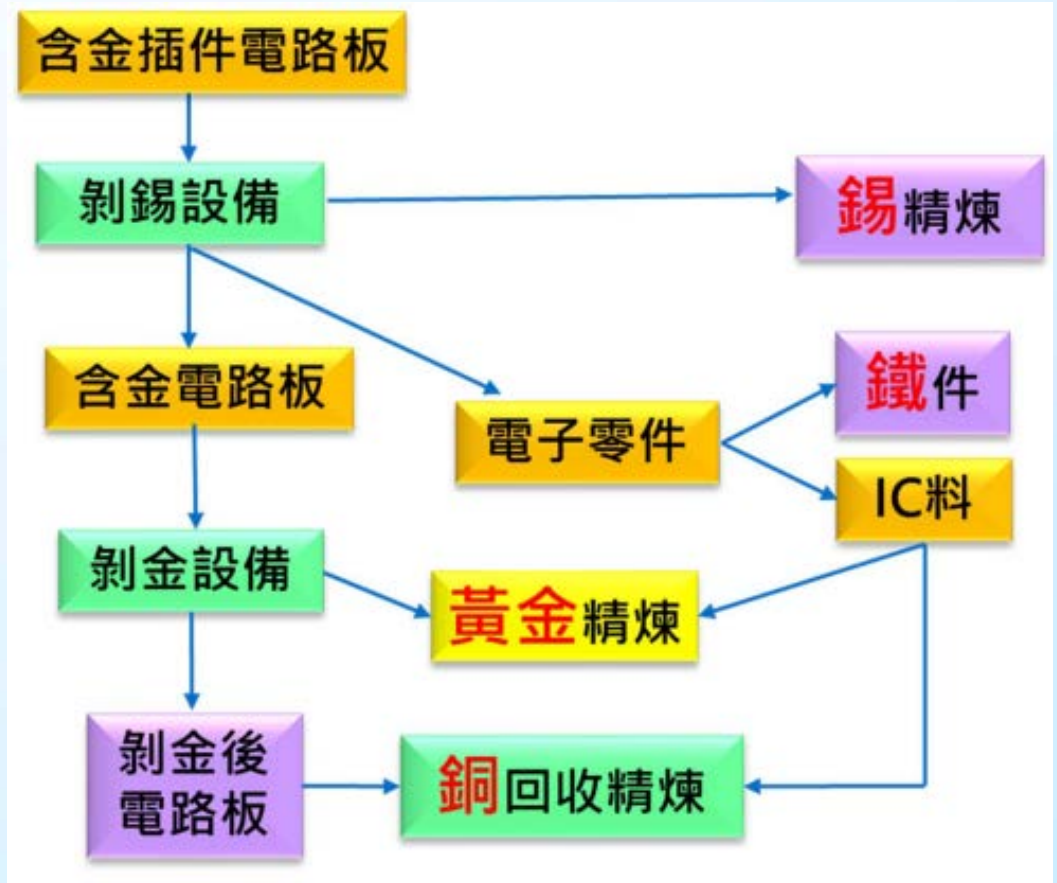 含金插件電路板
剝錫設備
錫精煉
含金電路板
鐵件
電子零件
IC料
剝金設備
黃金精煉
剝金後
電路板
銅回收精煉